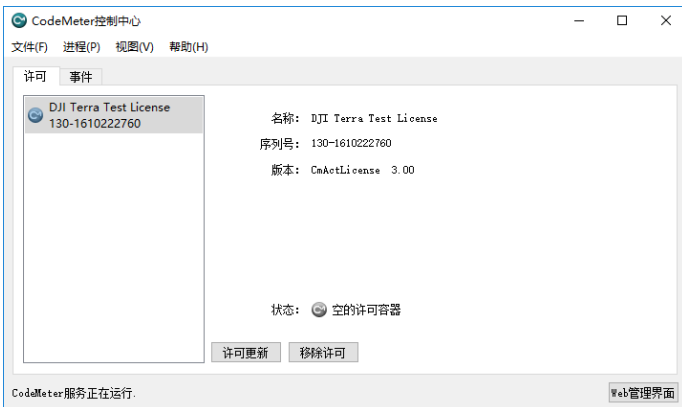 CodeMeter控制中心
文件(F) 进程(P) 视图(V) 帮助(H)
许可 事件
DJI Terra Test License
130-1610222760
名称: DJI Terra Test License
序列号: 130-1610222760
版本: CmActLicense 3.00
状态: 空的许可容器
许可更新 移除许可
CodeMeter服务正在运行.
Web管理界面